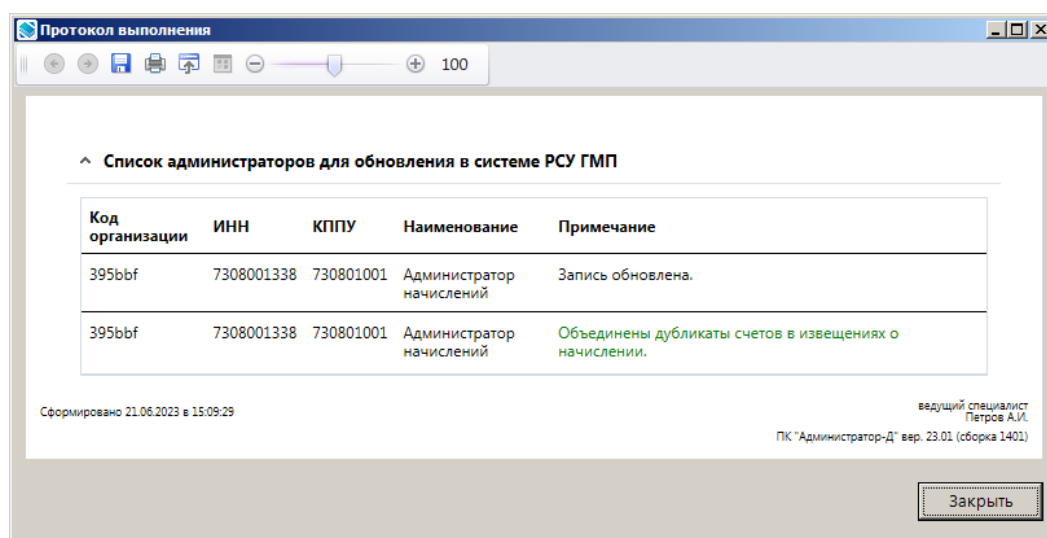 Протокол выполнения
100
Список администраторов для обновления в системе РСУ ГМП
Код организации ИНН КППУ Наименование Примечание
395bbf 7308001338 730801001 Администратор Запись обновлена.
начислений
395bbf 7308001338 730801001 Администратор Объединены дубликаты счетов в извещениях о
начислений начислении.
Сформировано 21.06.2023 в 15:09:29
ведущий специалист
Петров А.И.
ПК "Администратор-Д" вер. 23.01 (сборка 1401)
Закрыть